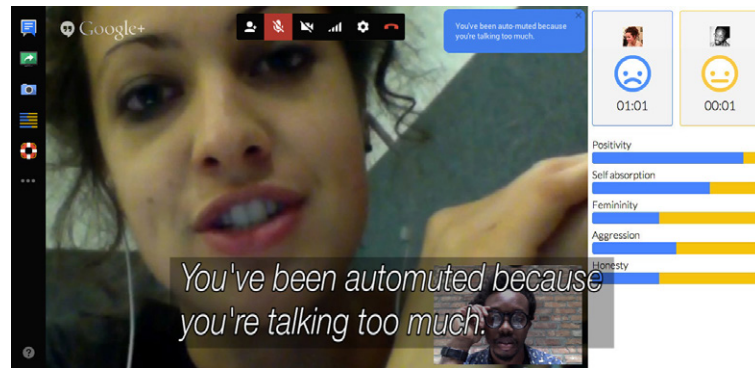 Google+
You've been auto muted because
you're talking too much.
01:01
00:01
Positivity
Self absorption
Femininity
Aggression
Honesty
You've been automuted because
you're talking too much.